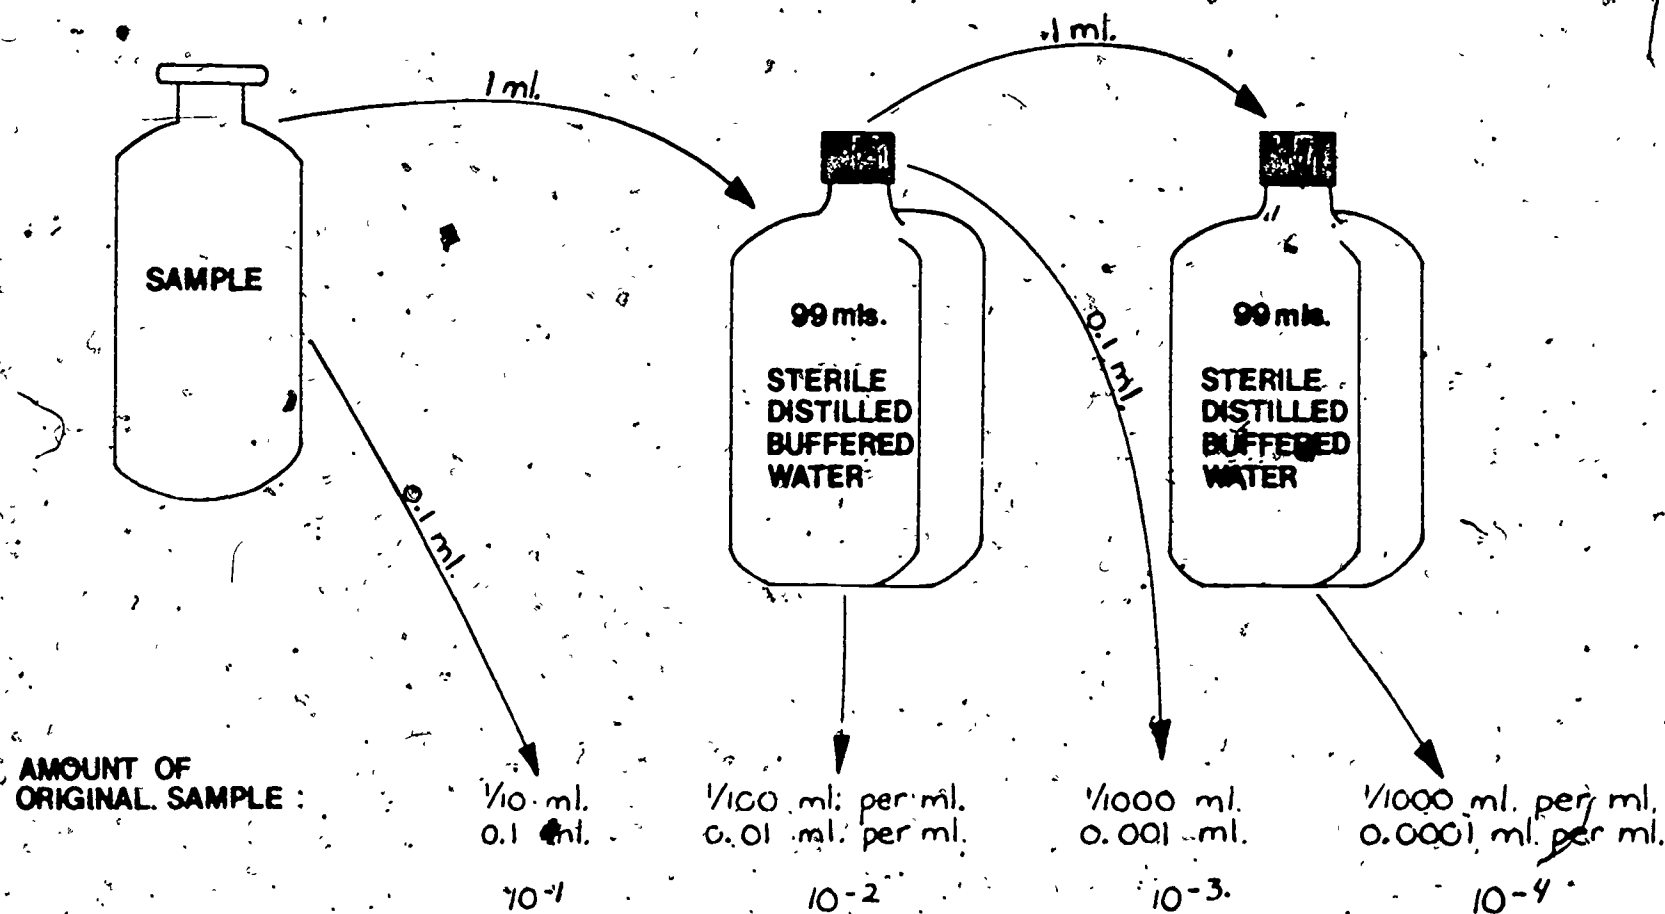 1 ml.
.1 ml.
SAMPLE
0.1 ml.
99 mls.
STERILE
DISTILLED
BUFFERED
WATER
0.1 ml.
99 mls.
STERILE
DISTILLED
BUFFERED
WATER
AMOUNT OF
ORIGINAL SAMPLE :
1/10 ml.
0.1 ml.
1/100 ml. per ml.
0.01 ml. per ml.
1/1000 ml.
0.001 ml.
1/1000 ml. per ml.
0.0001 ml. per ml.
10-1
10-2
10-3
10-4